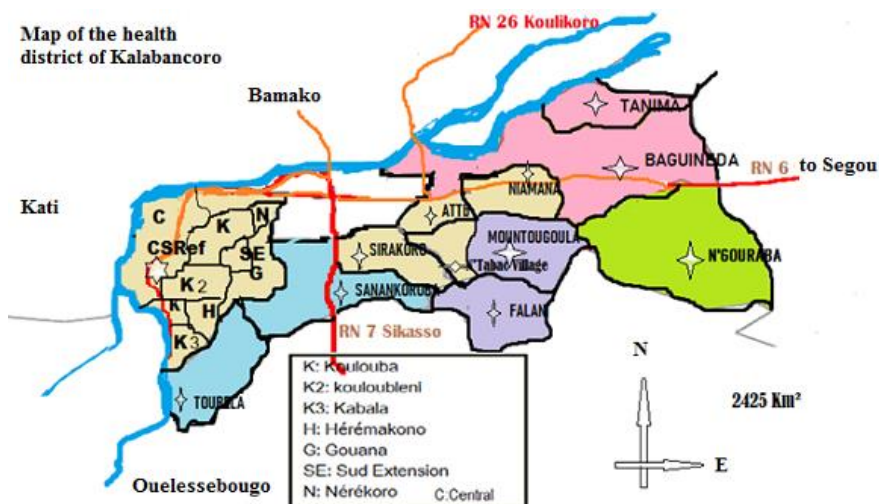 Map of the health
district of Kalabancoro
RN 26 Koulikoro
Bamako
TANIMA
BAGUINEDA
RN 6
to Segou
Kati
NIAMANA
C
K
N
ATTB
CSRef
SE
G
SIRAKORO
MOUNTOUGOULA
N'Tabac Village
N'GOURABA
K2
SANANKOROBA
K
H
FALANI
K3
RN 7 Sikasso
TOUBELA
K: Koulouba
K2: kouloubleni
K3: Kabala
H: Hérémakono
G: Gouana
SE: Sud Extension
N: Nérékoro
C:Central
N
E
2425 Km²
Ouelessebougo